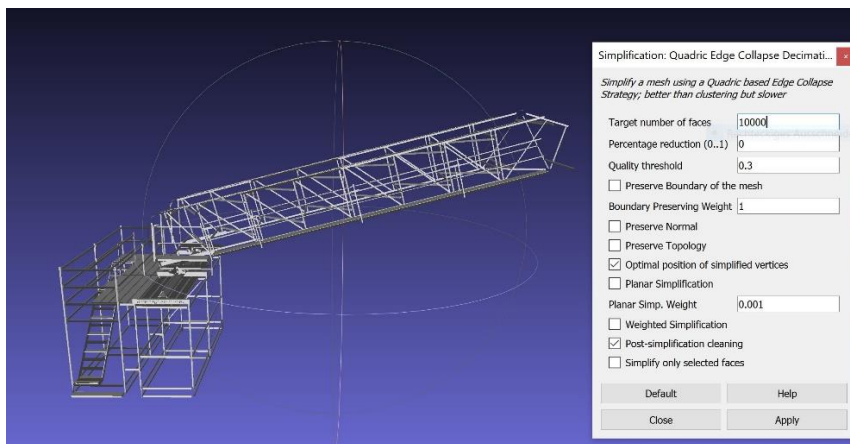 Simplification: Quadric Edge Collapse Decimati...
Simplify a mesh using a Quadric based Edge Collapse
Strategy; better than clustering but slower
Target number of faces 10000
Percentage reduction (0..1) 0
Quality threshold 0.3
Preserve Boundary of the mesh
Boundary Preserving Weight 1
Preserve Normal
Preserve Topology
Optimal position of simplified vertices
Planar Simplification
Planar Simp. Weight 0.001
Weighted Simplification
Post-simplification cleaning
Simplify only selected faces
Default Help
Close Apply